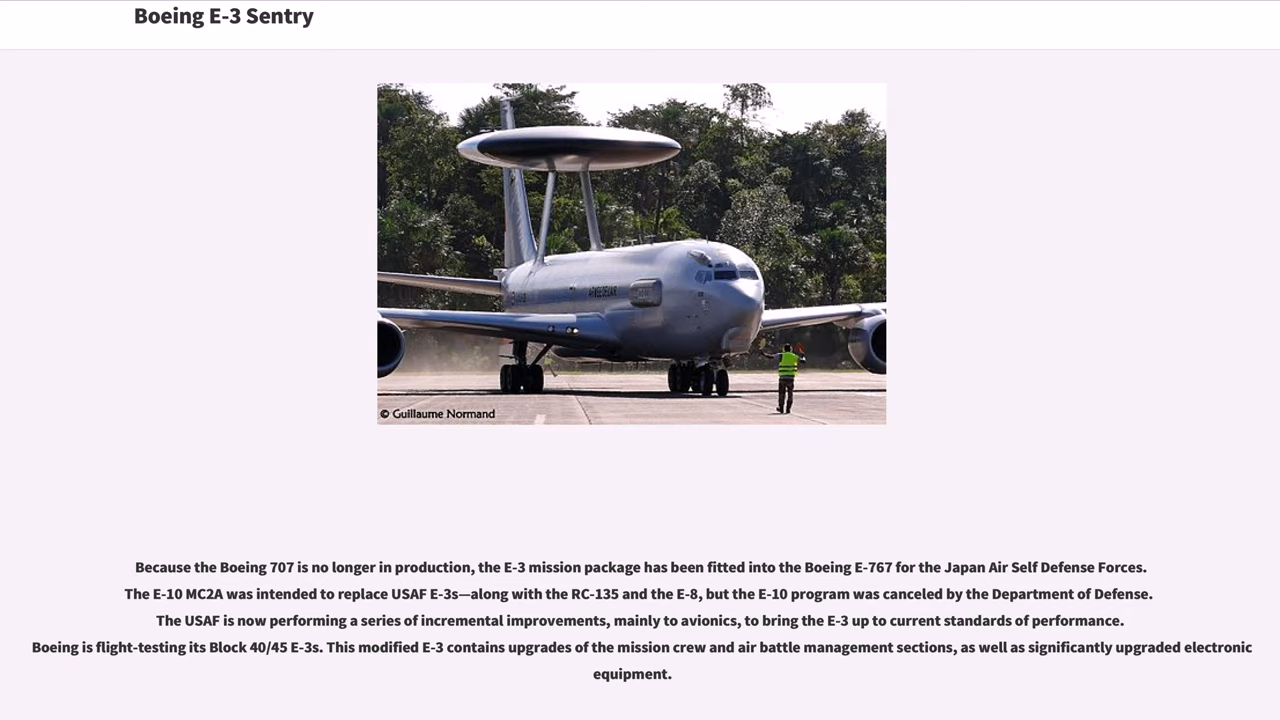 Boeing E-3 Sentry
© Guillaume Normand
Because the Boeing 707 is no longer in production, the E-3 mission package has been fitted into the Boeing E-767 for the Japan Air Self Defense Forces.
The E-10 MC2A was intended to replace USAF E-3s—along with the RC-135 and the E-8, but the E-10 program was canceled by the Department of Defense.
The USAF is now performing a series of incremental improvements, mainly to avionics, to bring the E-3 up to current standards of performance.
Boeing is flight-testing its Block 40/45 E-3s. This modified E-3 contains upgrades of the mission crew and air battle management sections, as well as significantly upgraded electronic
equipment.